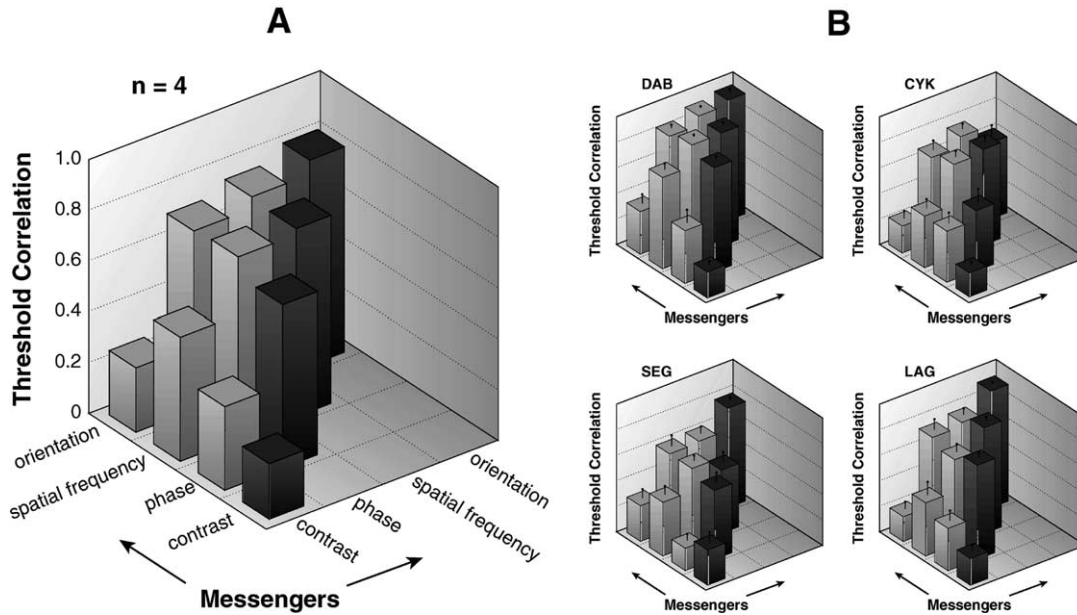 A
n = 4
Threshold Correlation
1.0
0.8
0.6
0.4
0.2
0
orientation
spatial frequency
phase
contrast
contrast
phase
spatial frequency
orientation
Messengers
B
DAB
Threshold Correlation
Messengers
CYK
Threshold Correlation
Messengers
SEG
Threshold Correlation
Messengers
LAG
Threshold Correlation
Messengers